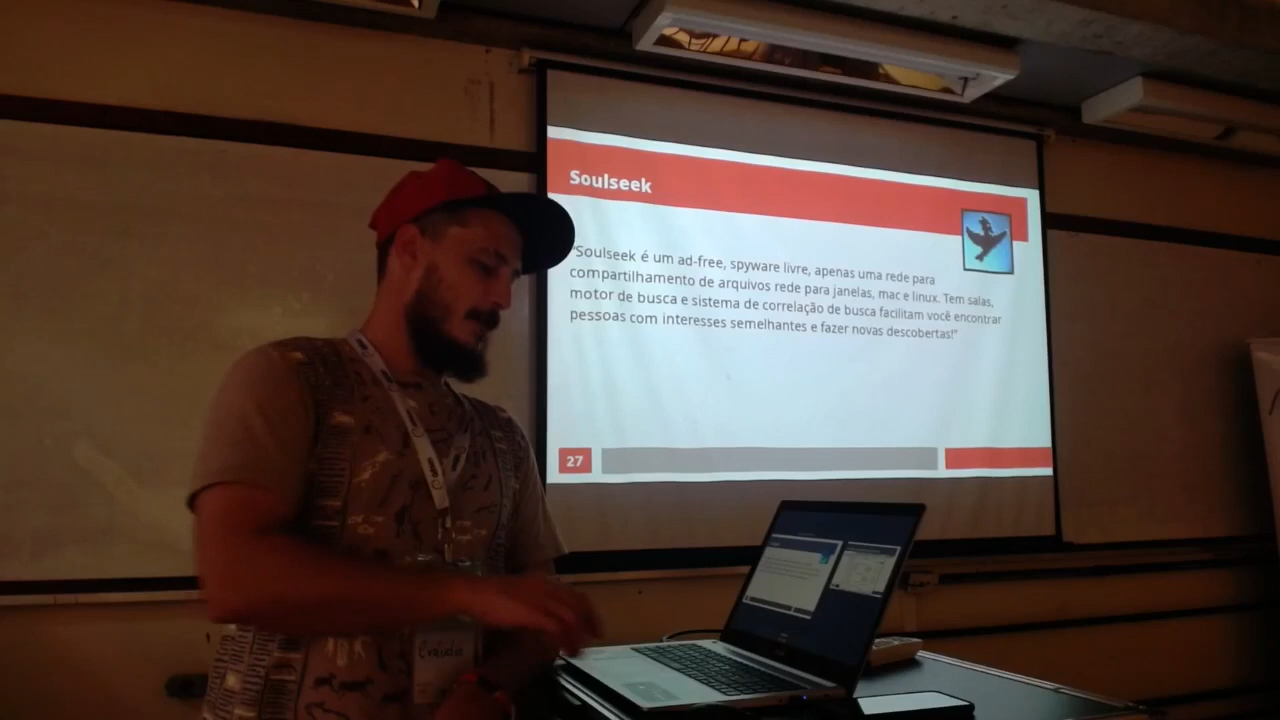 Soulseek
"Soulseek é um ad-free, spyware livre, apenas uma rede para
compartilhamento de arquivos rede para janelas, mac e linux. Tem salas,
motor de busca e sistema de correlação de busca facilitam você encontrar
pessoas com interesses semelhantes e fazer novas descobertas!"
27